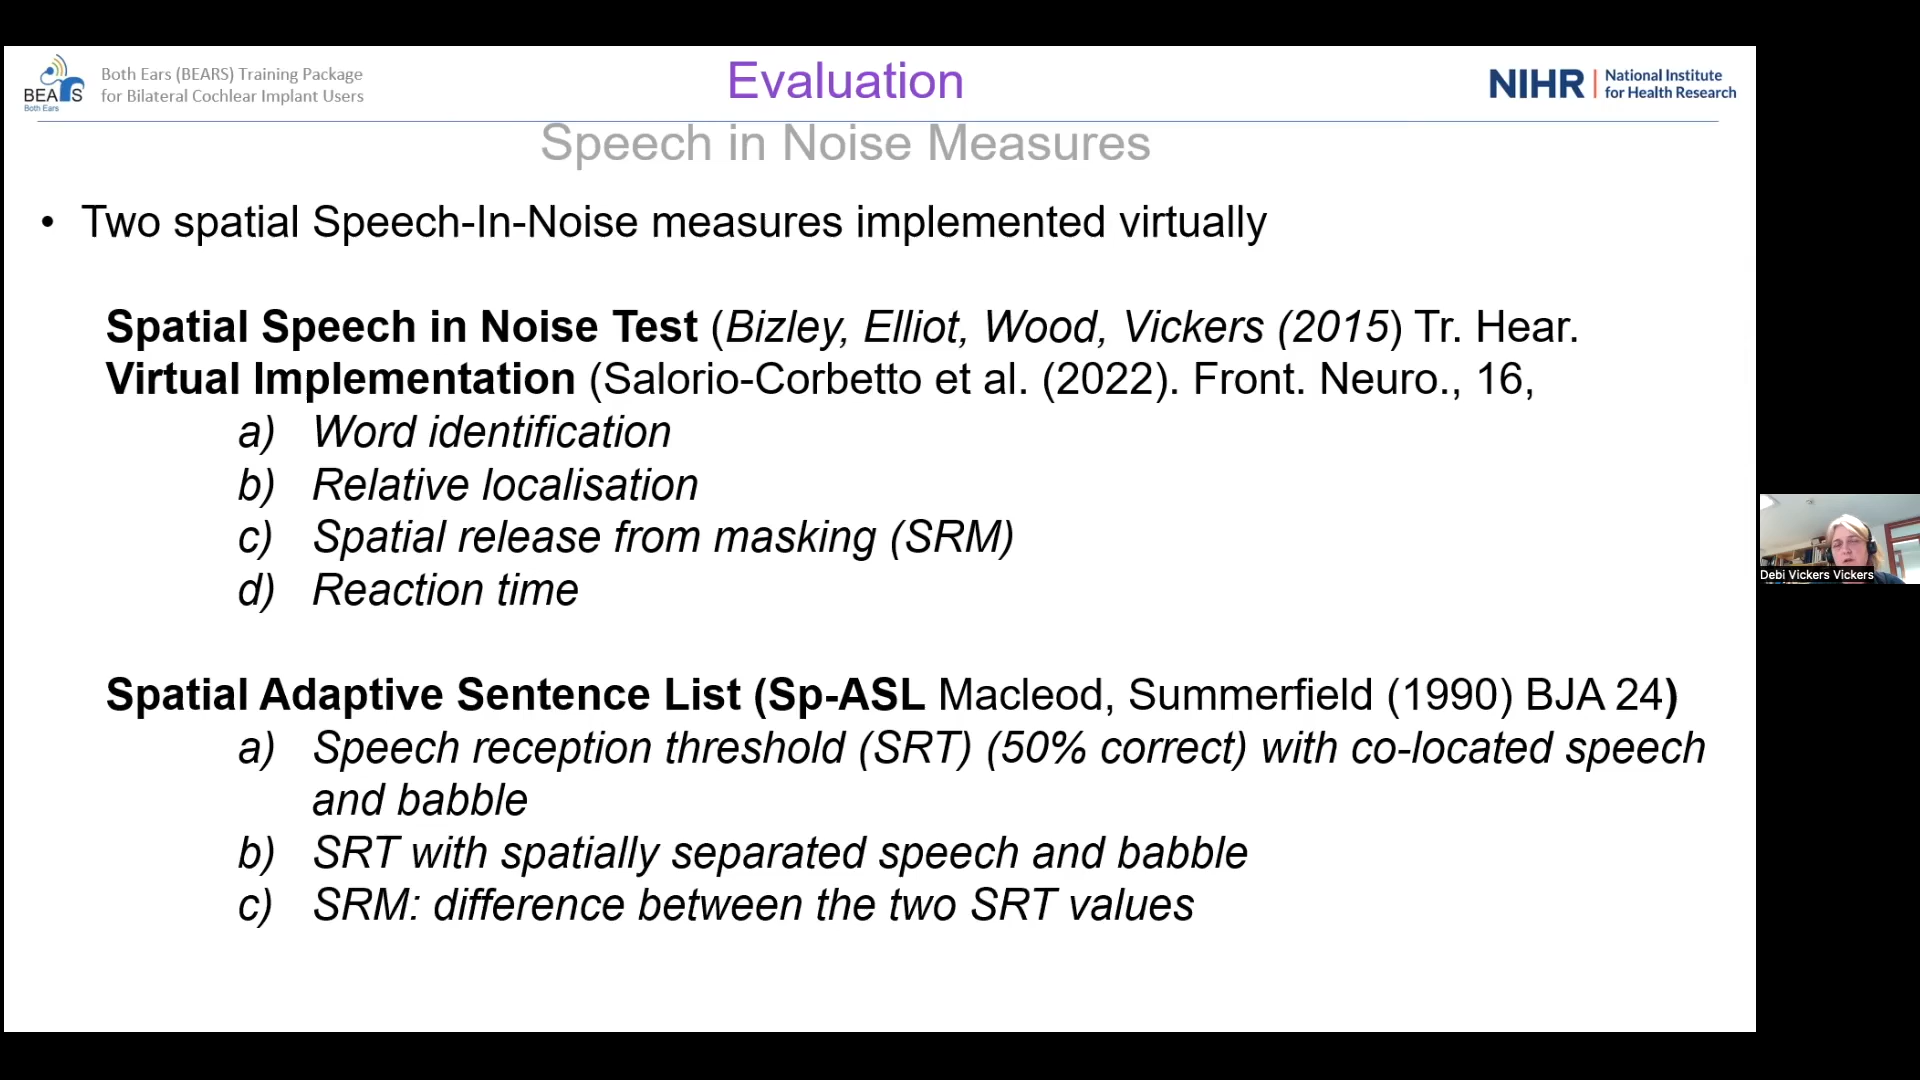 BEARS
Both Ears
Both Ears (BEARS) Training Package
for Bilateral Cochlear Implant Users
Evaluation
NIHR | National Institute
for Health Research
Speech in Noise Measures
• Two spatial Speech-In-Noise measures implemented virtually
Spatial Speech in Noise Test (Bizley, Elliot, Wood, Vickers (2015) Tr. Hear.
Virtual Implementation (Salorio-Corbetto et al. (2022). Front. Neuro., 16,
a) Word identification
b) Relative localisation
c) Spatial release from masking (SRM)
d) Reaction time
Spatial Adaptive Sentence List (Sp-ASL Macleod, Summerfield (1990) BJA 24)
a) Speech reception threshold (SRT) (50% correct) with co-located speech
and babble
b) SRT with spatially separated speech and babble
c) SRM: difference between the two SRT values
Debi Vickers Vickers